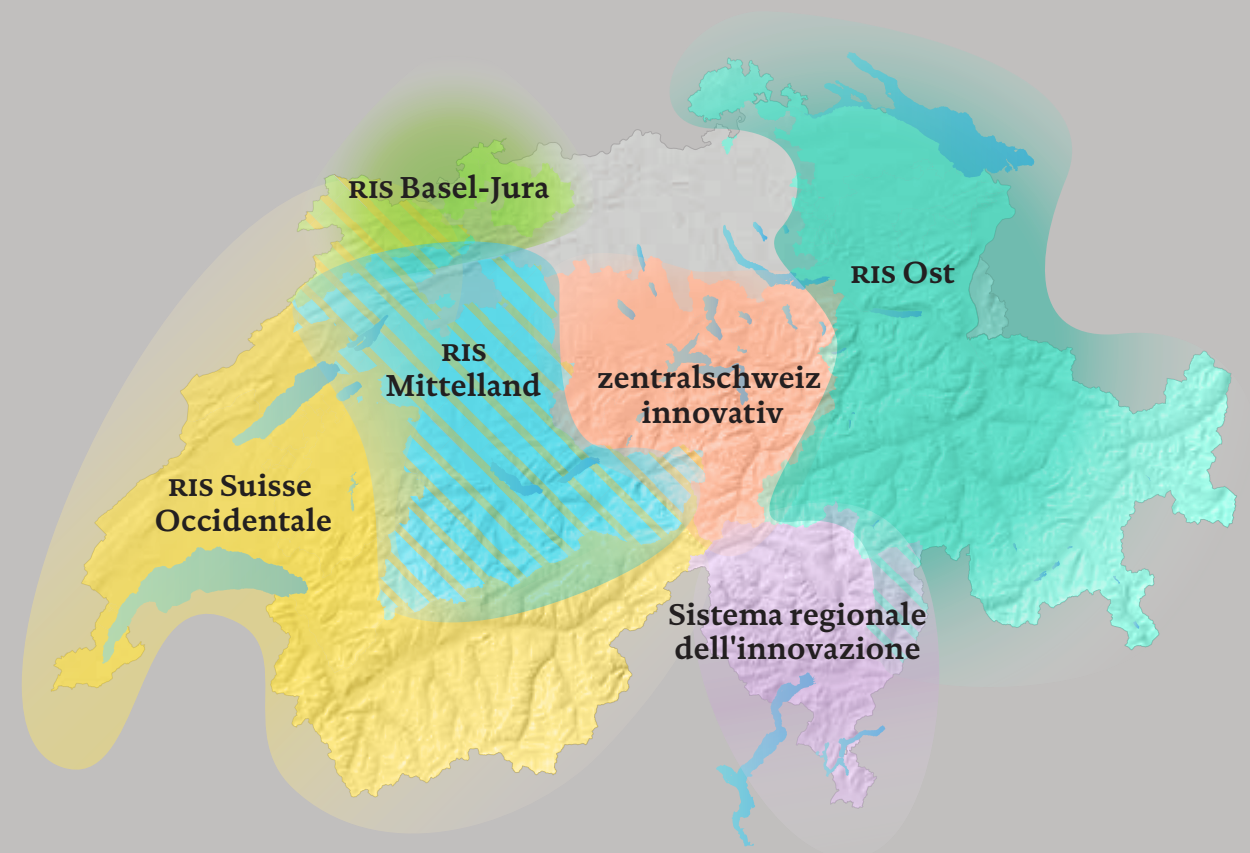 RIS Basel-Jura
RIS Ost
RIS
Mittelland
zentralschweiz
innovativ
RIS Suisse
Occidentale
Sistema regionale
dell'innovazione